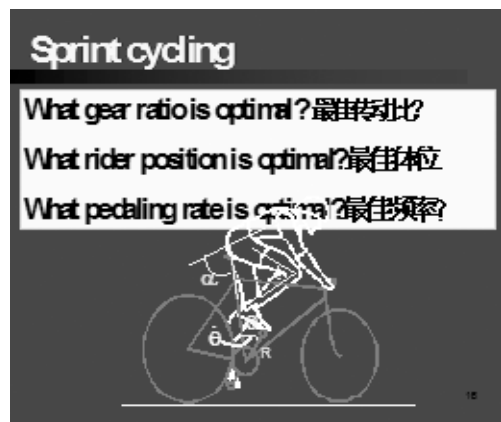 Sprint cycling
What gear ratio is optimal?最佳传动比?
What rider position is optimal?最佳体位
What pedaling rate is optimal?最佳频率?
α
θ
R
16